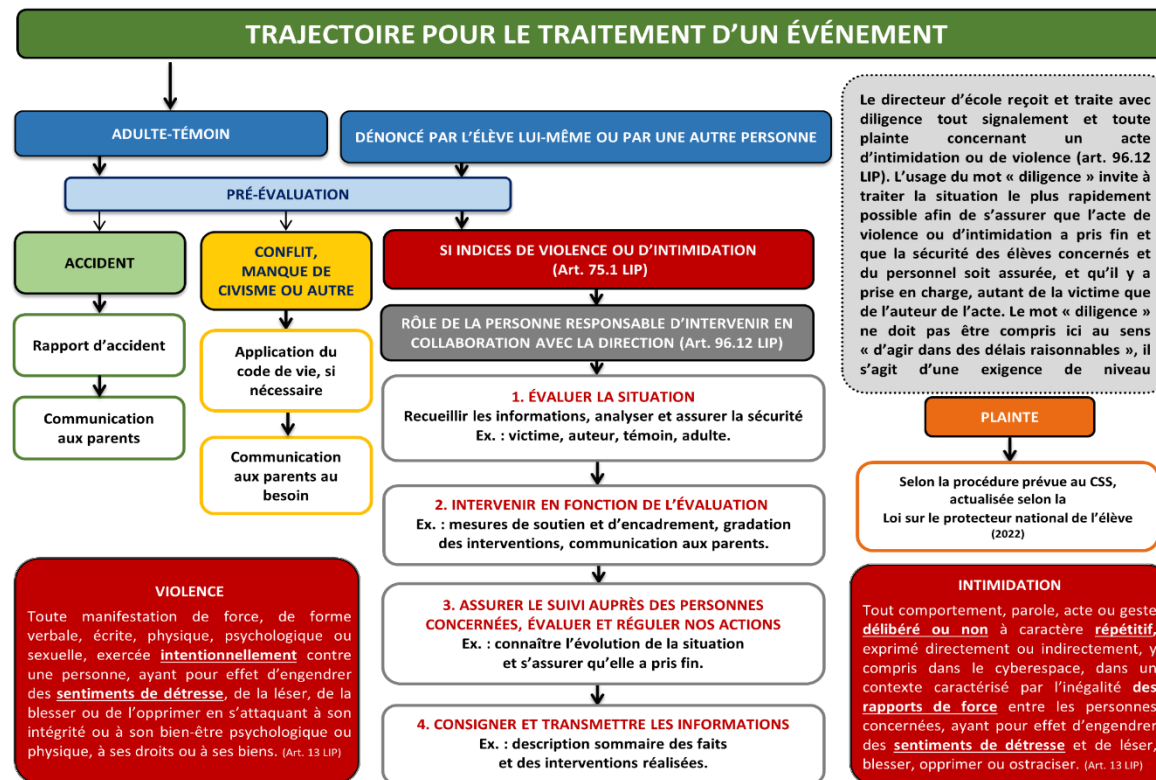 TRAJECTOIRE POUR LE TRAITEMENT D’UN ÉVÉNEMENT
ADULTE-TÉMOIN
DÉNONCÉ PAR L’ÉLÈVE LUI-MÊME OU PAR UNE AUTRE PERSONNE
PRÉ-ÉVALUATION
ACCIDENT
Rapport d’accident
Communication
aux parents
CONFLIT,
MANQUE DE
CIVISME OU AUTRE
Application du
code de vie, si
nécessaire
Communication
aux parents au
besoin
SI INDICES DE VIOLENCE OU D’INTIMIDATION
(Art. 75.1 LIP)
RÔLE DE LA PERSONNE RESPONSABLE D’INTERVENIR EN
COLLABORATION AVEC LA DIRECTION (Art. 96.12 LIP)
1. ÉVALUER LA SITUATION
Recueillir les informations, analyser et assurer la sécurité
Ex. : victime, auteur, témoin, adulte.
2. INTERVENIR EN FONCTION DE L’ÉVALUATION
Ex. : mesures de soutien et d’encadrement, gradation
des interventions, communication aux parents.
3. ASSURER LE SUIVI AUPRÈS DES PERSONNES
CONCERNÉES, ÉVALUER ET RÉGULER NOS ACTIONS
Ex. : connaître l’évolution de la situation
et s’assurer qu’elle a pris fin.
4. CONSIGNER ET TRANSMETTRE LES INFORMATIONS
Ex. : description sommaire des faits
et des interventions réalisées.
Le directeur d’école reçoit et traite avec
diligence tout signalement et toute
plainte concernant un acte
d’intimidation ou de violence (art. 96.12
LIP). L’usage du mot « diligence » invite à
traiter la situation le plus rapidement
possible afin de s’assurer que l’acte de
violence ou d’intimidation a pris fin et
que la sécurité des élèves concernés et
du personnel soit assurée, et qu’il y a
prise en charge, autant de la victime que
de l’auteur de l’acte. Le mot « diligence »
ne doit pas être compris ici au sens
« d’agir dans des délais raisonnables », il
s’agit d’une exigence de niveau
PLAINTE
Selon la procédure prévue au CSS,
actualisée selon la
Loi sur le protecteur national de l’élève
(2022)
VIOLENCE
Toute manifestation de force, de forme
verbale, écrite, physique, psychologique ou
sexuelle, exercée intentionnellement contre
une personne, ayant pour effet d’engendrer
des sentiments de détresse, de la léser, de la
blesser ou de l’opprimer en s’attaquant à son
intégrité ou à son bien-être psychologique ou
physique, à ses droits ou à ses biens. (Art. 13 LIP)
INTIMIDATION
Tout comportement, parole, acte ou geste
délibéré ou non à caractère répétitif,
exprimé directement ou indirectement, y
compris dans le cyberespace, dans un
contexte caractérisé par l’inégalité des
rapports de force entre les personnes
concernées, ayant pour effet d’engendrer
des sentiments de détresse et de léser,
blesser, opprimer ou ostraciser. (Art. 13 LIP)